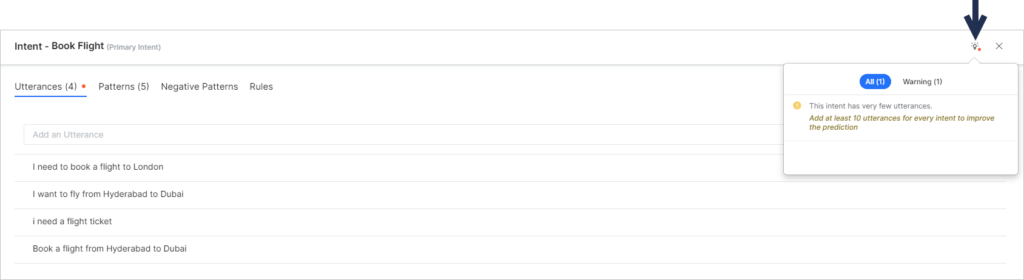 Intent - Book Flight (Primary Intent)
Utterances (4) Patterns (5) Negative Patterns Rules
All (1) Warning (1)
This intent has very few utterances.
Add at least 10 utterances for every intent to improve
the prediction
Add an Utterance
I need to book a flight to London
I want to fly from Hyderabad to Dubai
i need a flight ticket
Book a flight from Hyderabad to Dubai